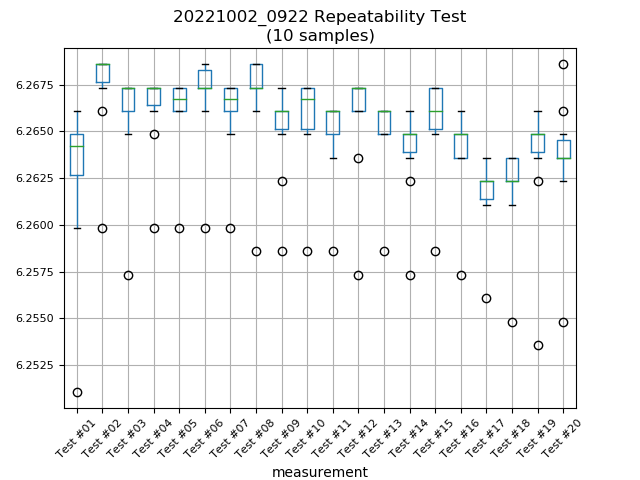 20221002_0922 Repeatability Test
(10 samples)
6.2675
6.2650
6.2625
6.2600
6.2575
6.2550
6.2525
Test #01
Test #02
Test #03
Test #04
Test #05
Test #06
Test #07
Test #08
Test #09
Test #10
Test #11
Test #12
Test #13
Test #14
Test #15
Test #16
Test #17
Test #18
Test #19
Test #20
measurement